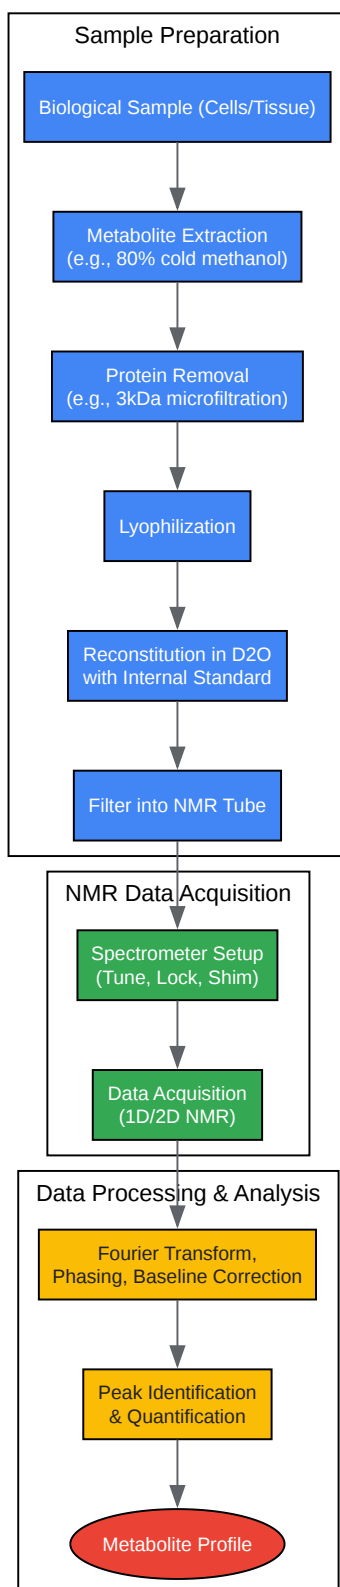 Sample Preparation
Biological Sample (Cells/Tissue)
Metabolite Extraction
(e.g., 80% cold methanol)
Protein Removal
(e.g., 3kDa microfiltration)
Lyophilization
Reconstitution in D2O
with Internal Standard
Filter into NMR Tube
NMR Data Acquisition
Spectrometer Setup
(Tune, Lock, Shim)
Data Acquisition
(1D/2D NMR)
Data Processing & Analysis
Fourier Transform,
Phasing, Baseline Correction
Peak Identification
& Quantification
Metabolite Profile